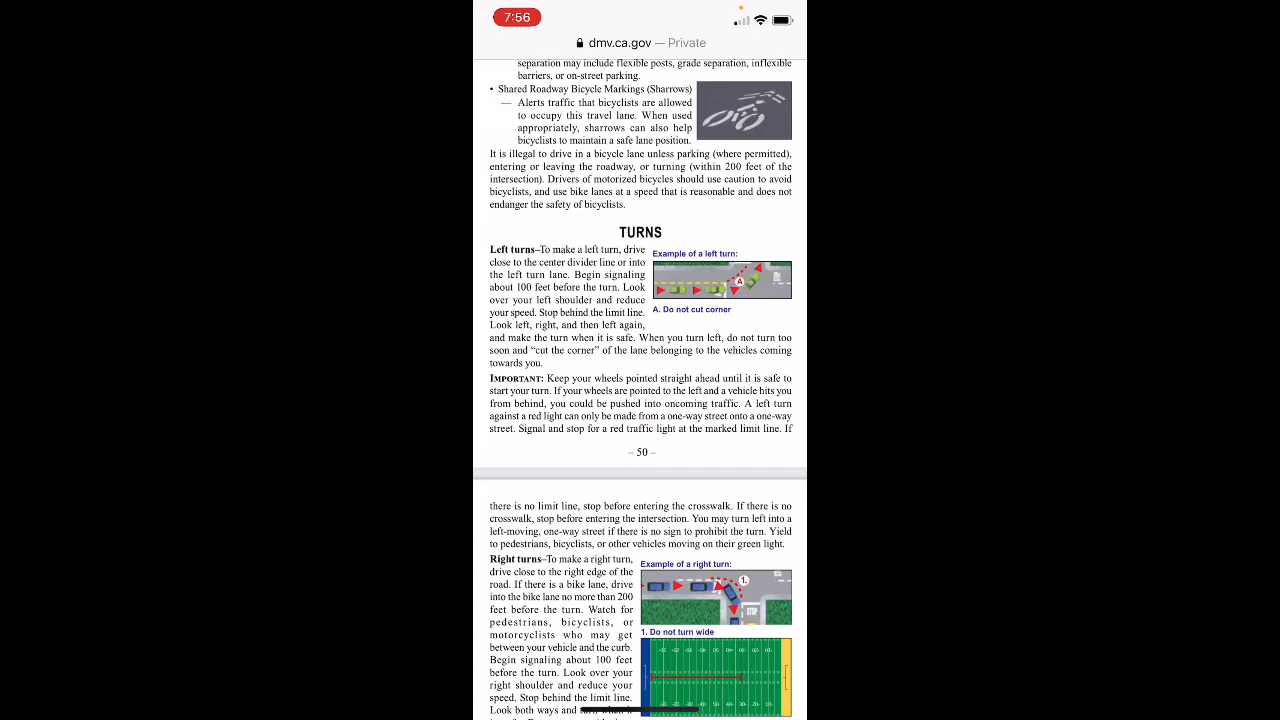 7:56
dmv.ca.gov — Private
separation may include flexible posts, grade separation, inflexible
barriers, or on-street parking.
• Shared Roadway Bicycle Markings (Sharrows)
— Alerts traffic that bicyclists are allowed
to occupy this travel lane. When used
appropriately, sharrows can also help
bicyclists to maintain a safe lane position.
It is illegal to drive in a bicycle lane unless parking (where permitted),
entering or leaving the roadway, or turning (within 200 feet of the
intersection). Drivers of motorized bicycles should use caution to avoid
bicyclists, and use bike lanes at a speed that is reasonable and does not
endanger the safety of bicyclists.
TURNS
Left turns–To make a left turn, drive
close to the center divider line or into
the left turn lane. Begin signaling
about 100 feet before the turn. Look
over your left shoulder and reduce
your speed. Stop behind the limit line.
Look left, right, and then left again,
Example of a left turn:
A
A. Do not cut corner
and make the turn when it is safe. When you turn left, do not turn too
soon and “cut the corner” of the lane belonging to the vehicles coming
towards you.
IMPORTANT: Keep your wheels pointed straight ahead until it is safe to
start your turn. If your wheels are pointed to the left and a vehicle hits you
from behind, you could be pushed into oncoming traffic. A left turn
against a red light can only be made from a one-way street onto a one-way
street. Signal and stop for a red traffic light at the marked limit line. If
– 50 –
there is no limit line, stop before entering the crosswalk. If there is no
crosswalk, stop before entering the intersection. You may turn left into a
left-moving, one-way street if there is no sign to prohibit the turn. Yield
to pedestrians, bicyclists, or other vehicles moving on their green light.
Right turns–To make a right turn,
drive close to the right edge of the
road. If there is a bike lane, drive
into the bike lane no more than 200
feet before the turn. Watch for
pedestrians, bicyclists, or
motorcyclists who may get
between your vehicle and the curb.
Begin signaling about 100 feet
before the turn. Look over your
right shoulder and reduce your
speed. Stop behind the limit line.
Look both ways and turn when it
Example of a right turn:
1.
STOP
1. Do not turn wide